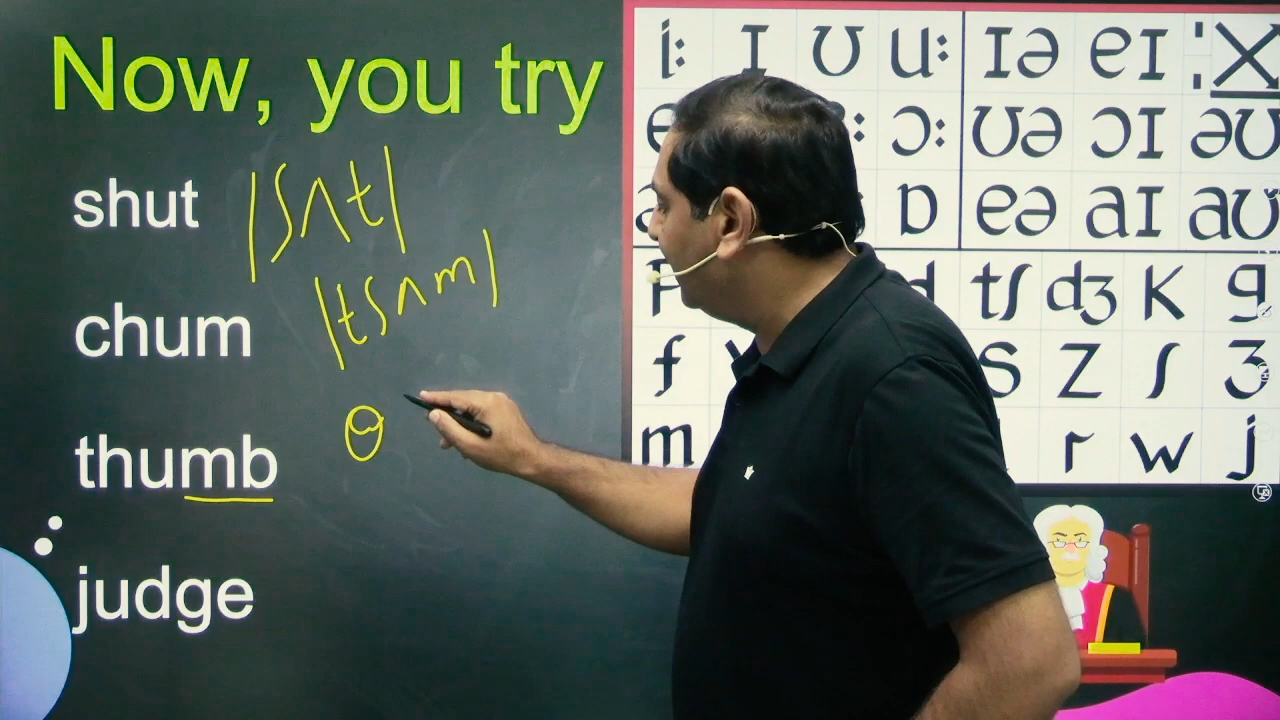 Now, you try
shut /ʃʌt/
chum /tʃʌm/
thumb θ
judge
iː ɪ ʊ uː ɪə eɪ
e ɔː ʊə ɔɪ əʊ
ɒ eə aɪ aʊ
d tʃ dʒ k g
f s z ʃ ʒ
m r w j